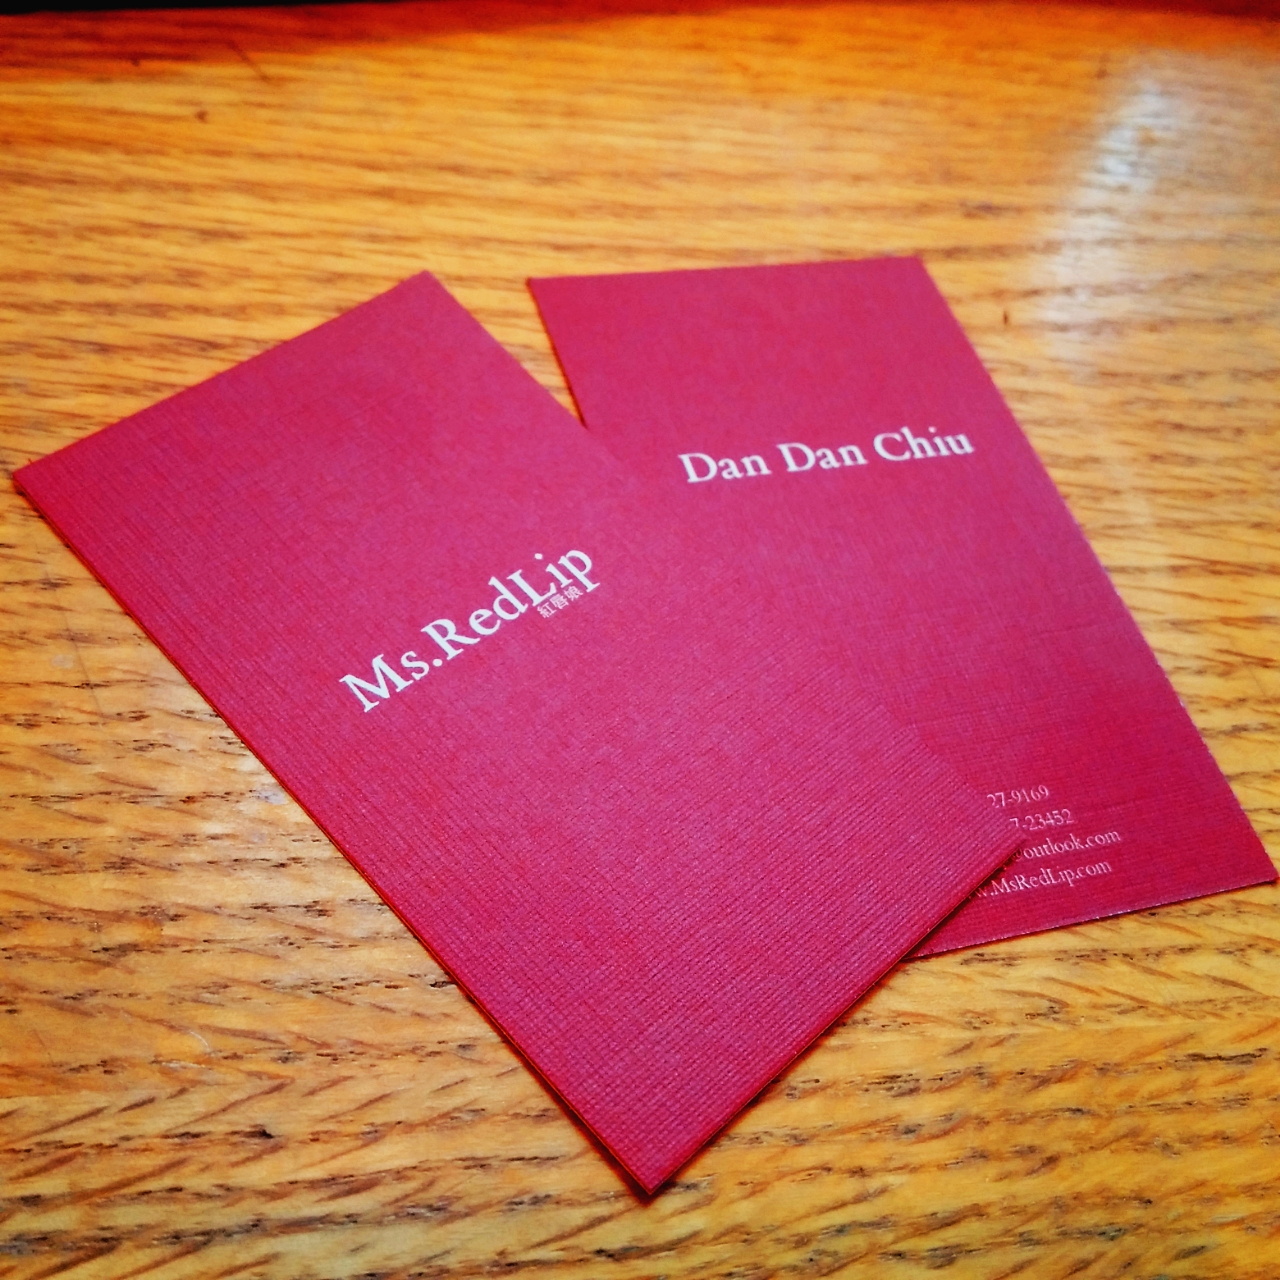 Ms.RedLip
紅唇娘
Dan Dan Chiu
27-9169
7-23452
outlook.com
.MsRedLip.com